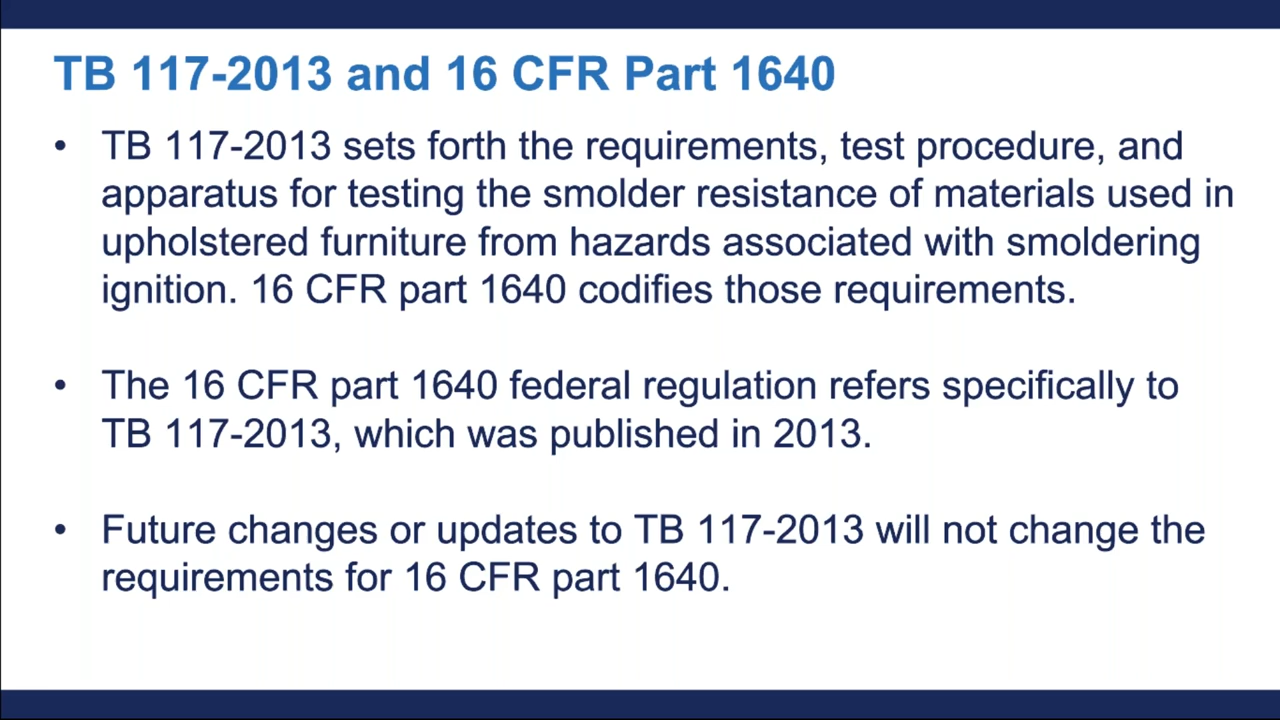 TB 117-2013 and 16 CFR Part 1640
• TB 117-2013 sets forth the requirements, test procedure, and
apparatus for testing the smolder resistance of materials used in
upholstered furniture from hazards associated with smoldering
ignition. 16 CFR part 1640 codifies those requirements.
• The 16 CFR part 1640 federal regulation refers specifically to
TB 117-2013, which was published in 2013.
• Future changes or updates to TB 117-2013 will not change the
requirements for 16 CFR part 1640.